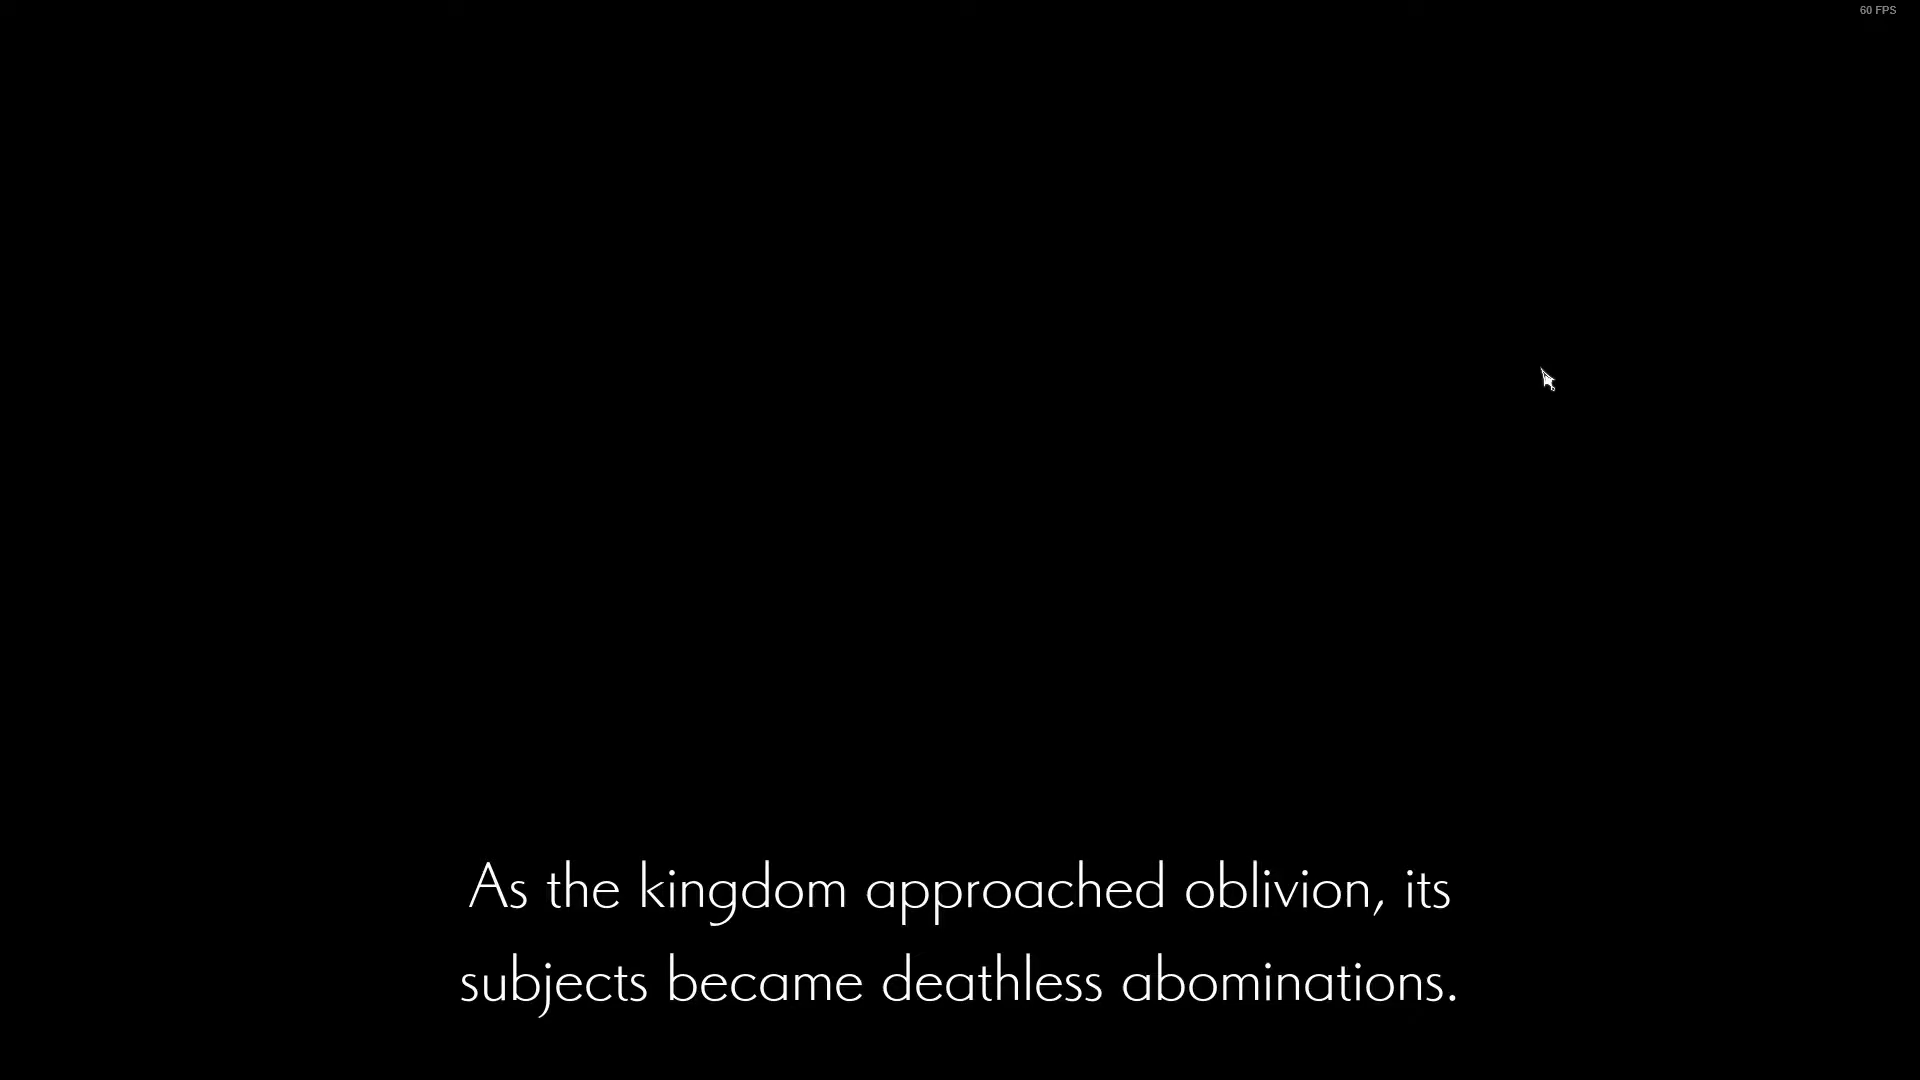 60 FPS
As the kingdom approached oblivion, its
subjects became deathless abominations.